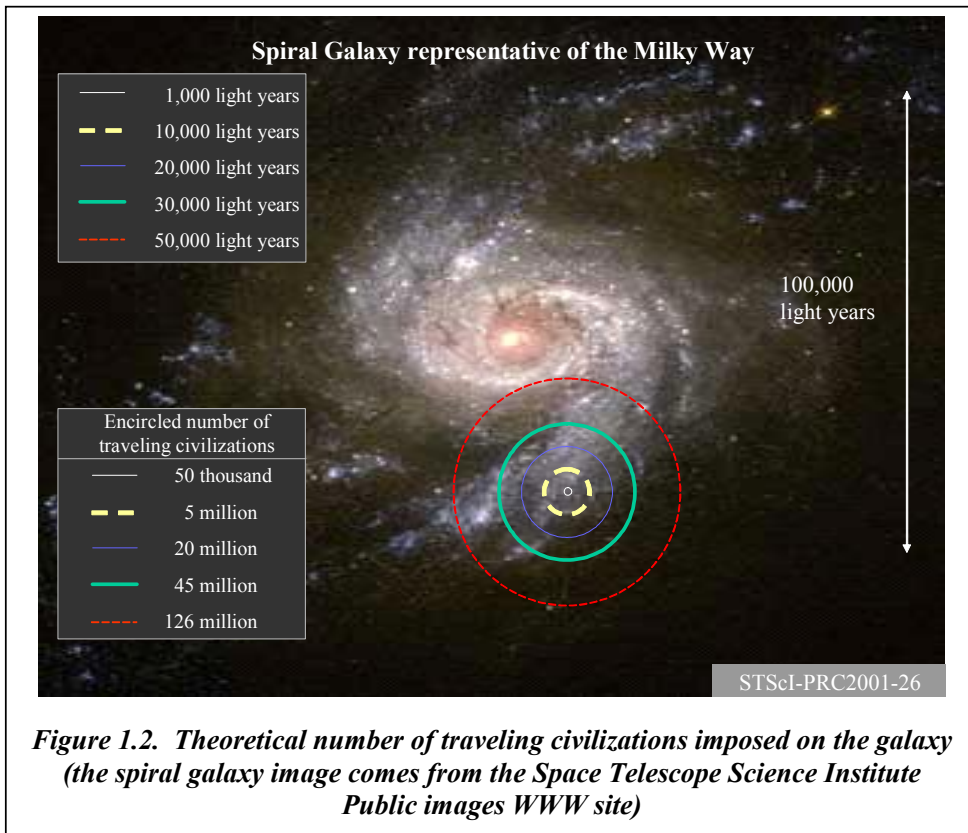 Spiral Galaxy representative of the Milky Way
1,000 light years
10,000 light years
20,000 light years
30,000 light years
50,000 light years
100,000
light years
Encircled number of
traveling civilizations
50 thousand
5 million
20 million
45 million
126 million
STScI-PRC2001-26
Figure 1.2. Theoretical number of traveling civilizations imposed on the galaxy
(the spiral galaxy image comes from the Space Telescope Science Institute
Public images WWW site)